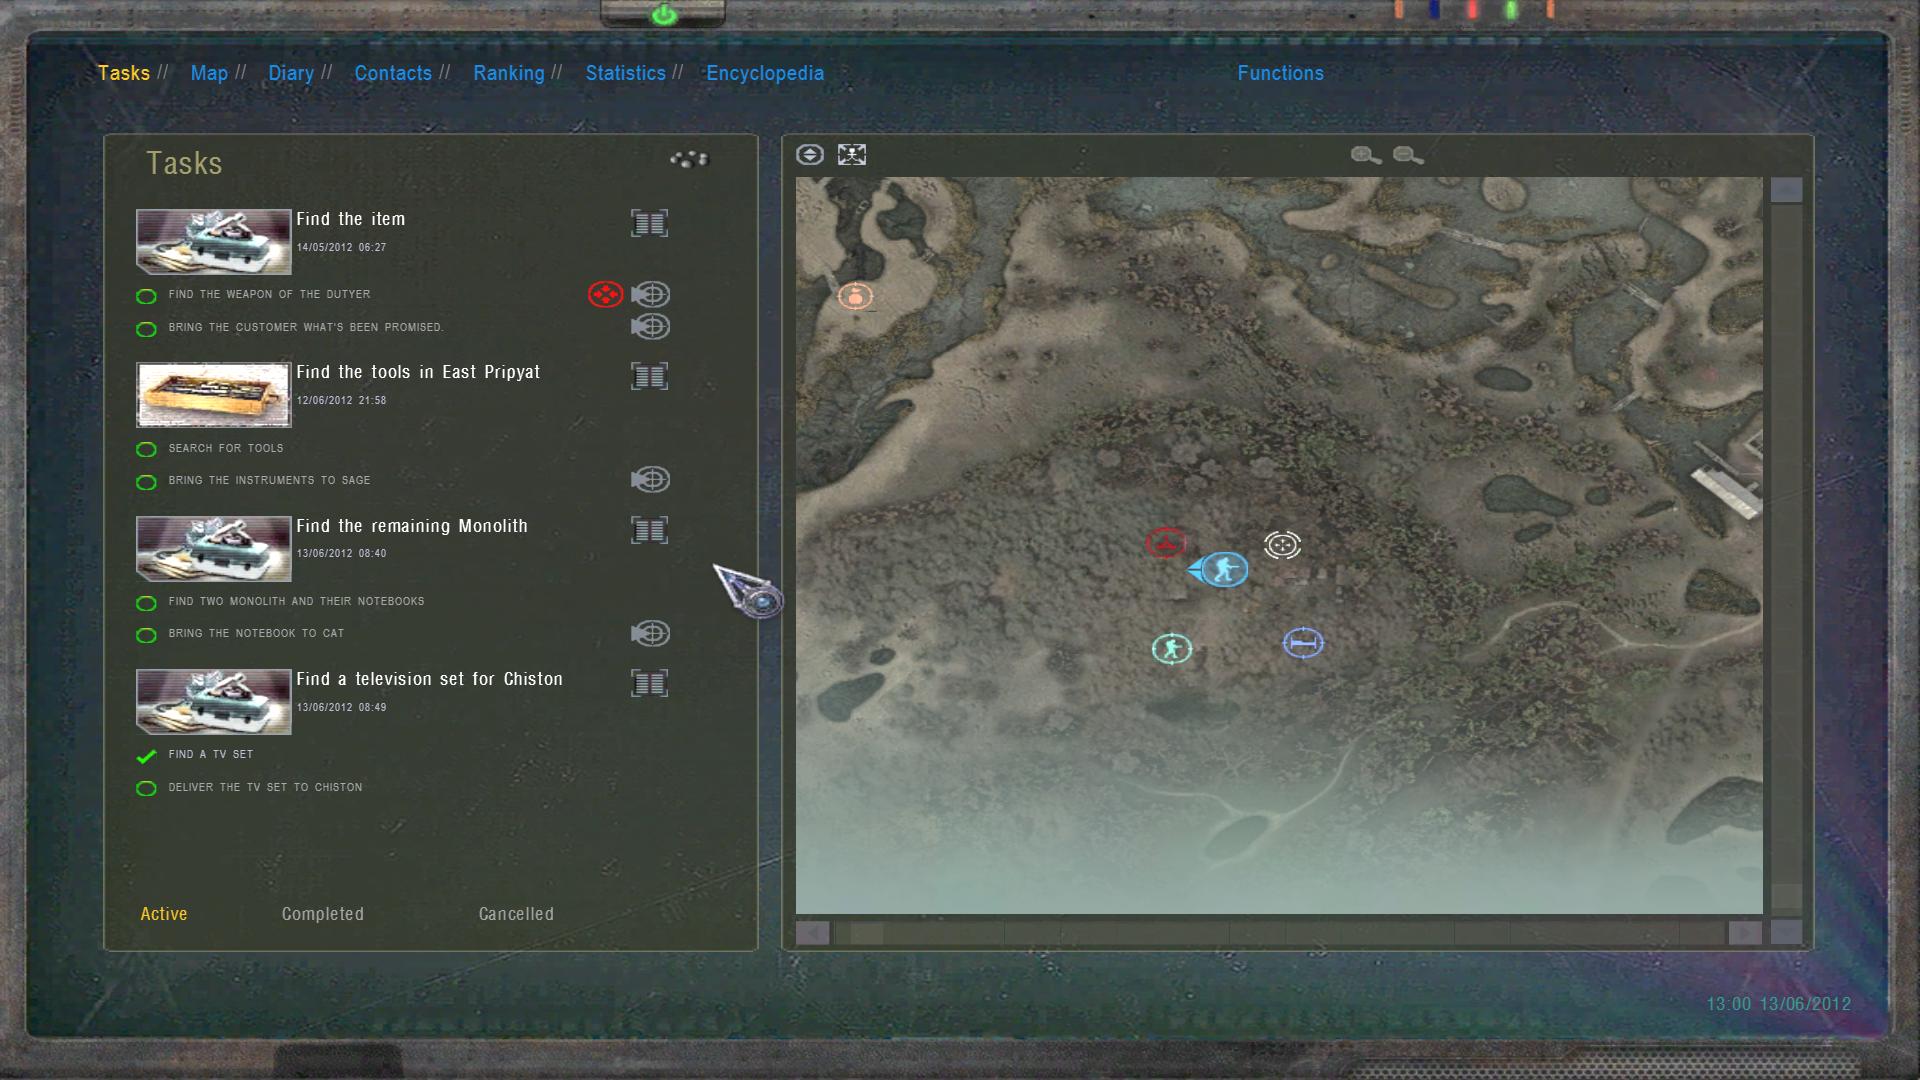 Tasks // Map // Diary // Contacts // Ranking // Statistics // Encyclopedia
Functions
Tasks
Find the item
14/05/2012 06:27
FIND THE WEAPON OF THE DUTYER
BRING THE CUSTOMER WHAT'S BEEN PROMISED.
Find the tools in East Pripyat
12/06/2012 21:58
SEARCH FOR TOOLS
BRING THE INSTRUMENTS TO SAGE
Find the remaining Monolith
13/06/2012 08:40
FIND TWO MONOLITH AND THEIR NOTEBOOKS
BRING THE NOTEBOOK TO CAT
Find a television set for Chiston
13/06/2012 08:49
FIND A TV SET
DELIVER THE TV SET TO CHISTON
Active Completed Cancelled
13:00 13/06/2012